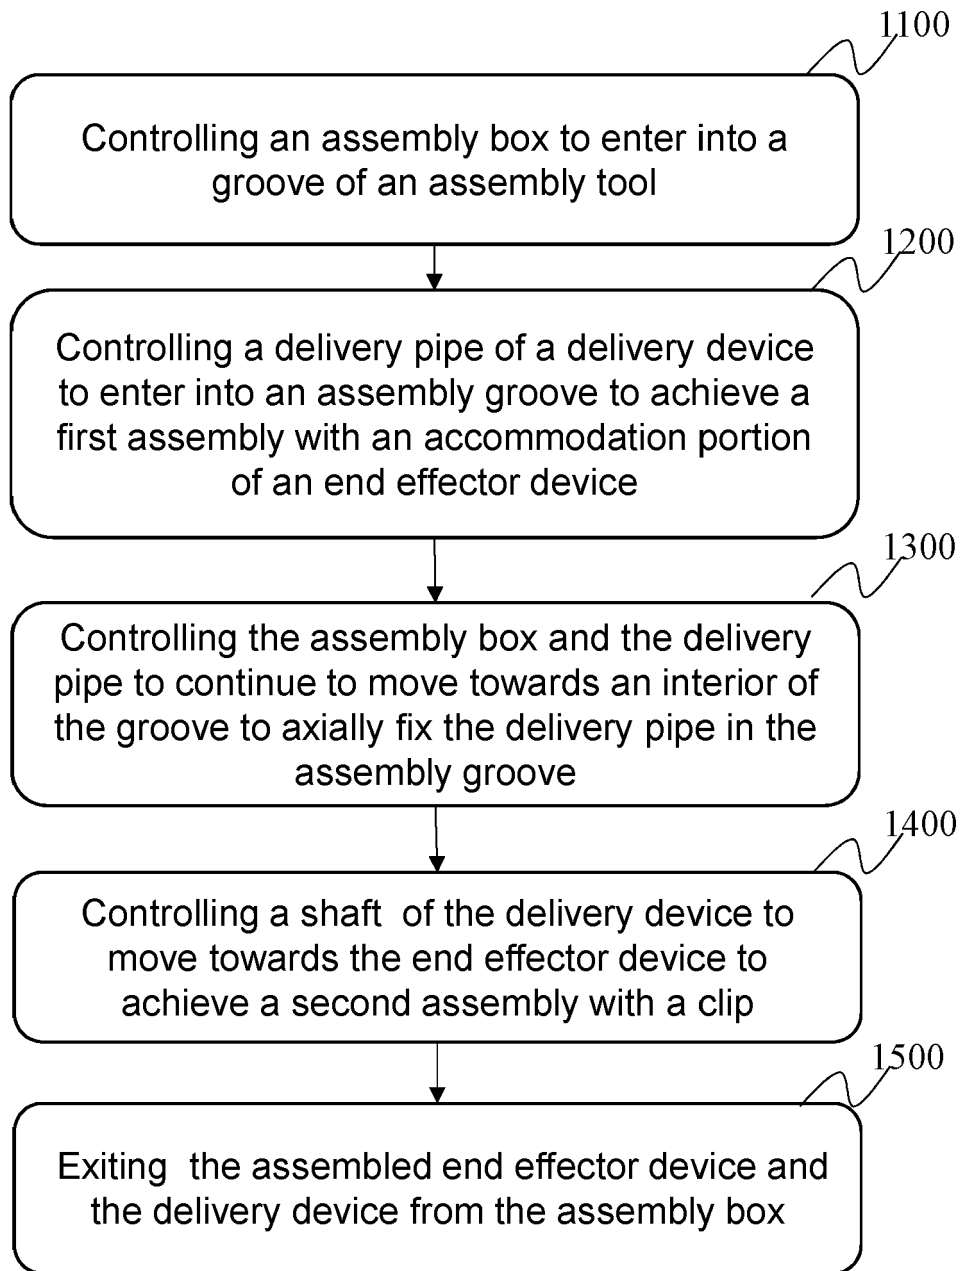 1100
Controlling an assembly box to enter into a
groove of an assembly tool
1200
Controlling a delivery pipe of a delivery device
to enter into an assembly groove to achieve a
first assembly with an accommodation portion
of an end effector device
1300
Controlling the assembly box and the delivery
pipe to continue to move towards an interior of
the groove to axially fix the delivery pipe in the
assembly groove
1400
Controlling a shaft of the delivery device to
move towards the end effector device to
achieve a second assembly with a clip
1500
Exiting the assembled end effector device and
the delivery device from the assembly box